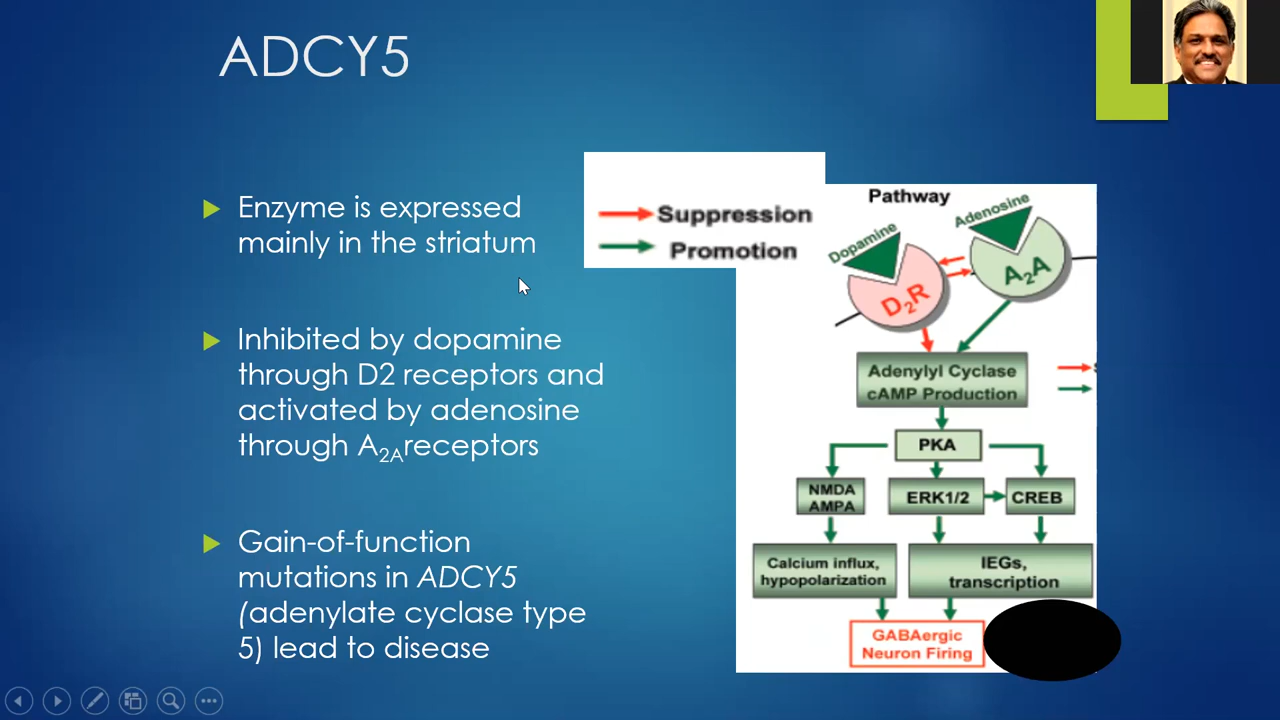 ADCY5
Enzyme is expressed
mainly in the striatum
Inhibited by dopamine
through D2 receptors and
activated by adenosine
through A2A receptors
Gain-of-function
mutations in ADCY5
(adenylate cyclase type
5) lead to disease
Suppression
Promotion
Pathway
Dopamine
Adenosine
D2R
A2A
Adenylyl Cyclase
cAMP Production
PKA
NMDA
AMPA
ERK1/2
CREB
Calcium influx,
hypopolarization
IEGs,
transcription
GABAergic
Neuron Firing